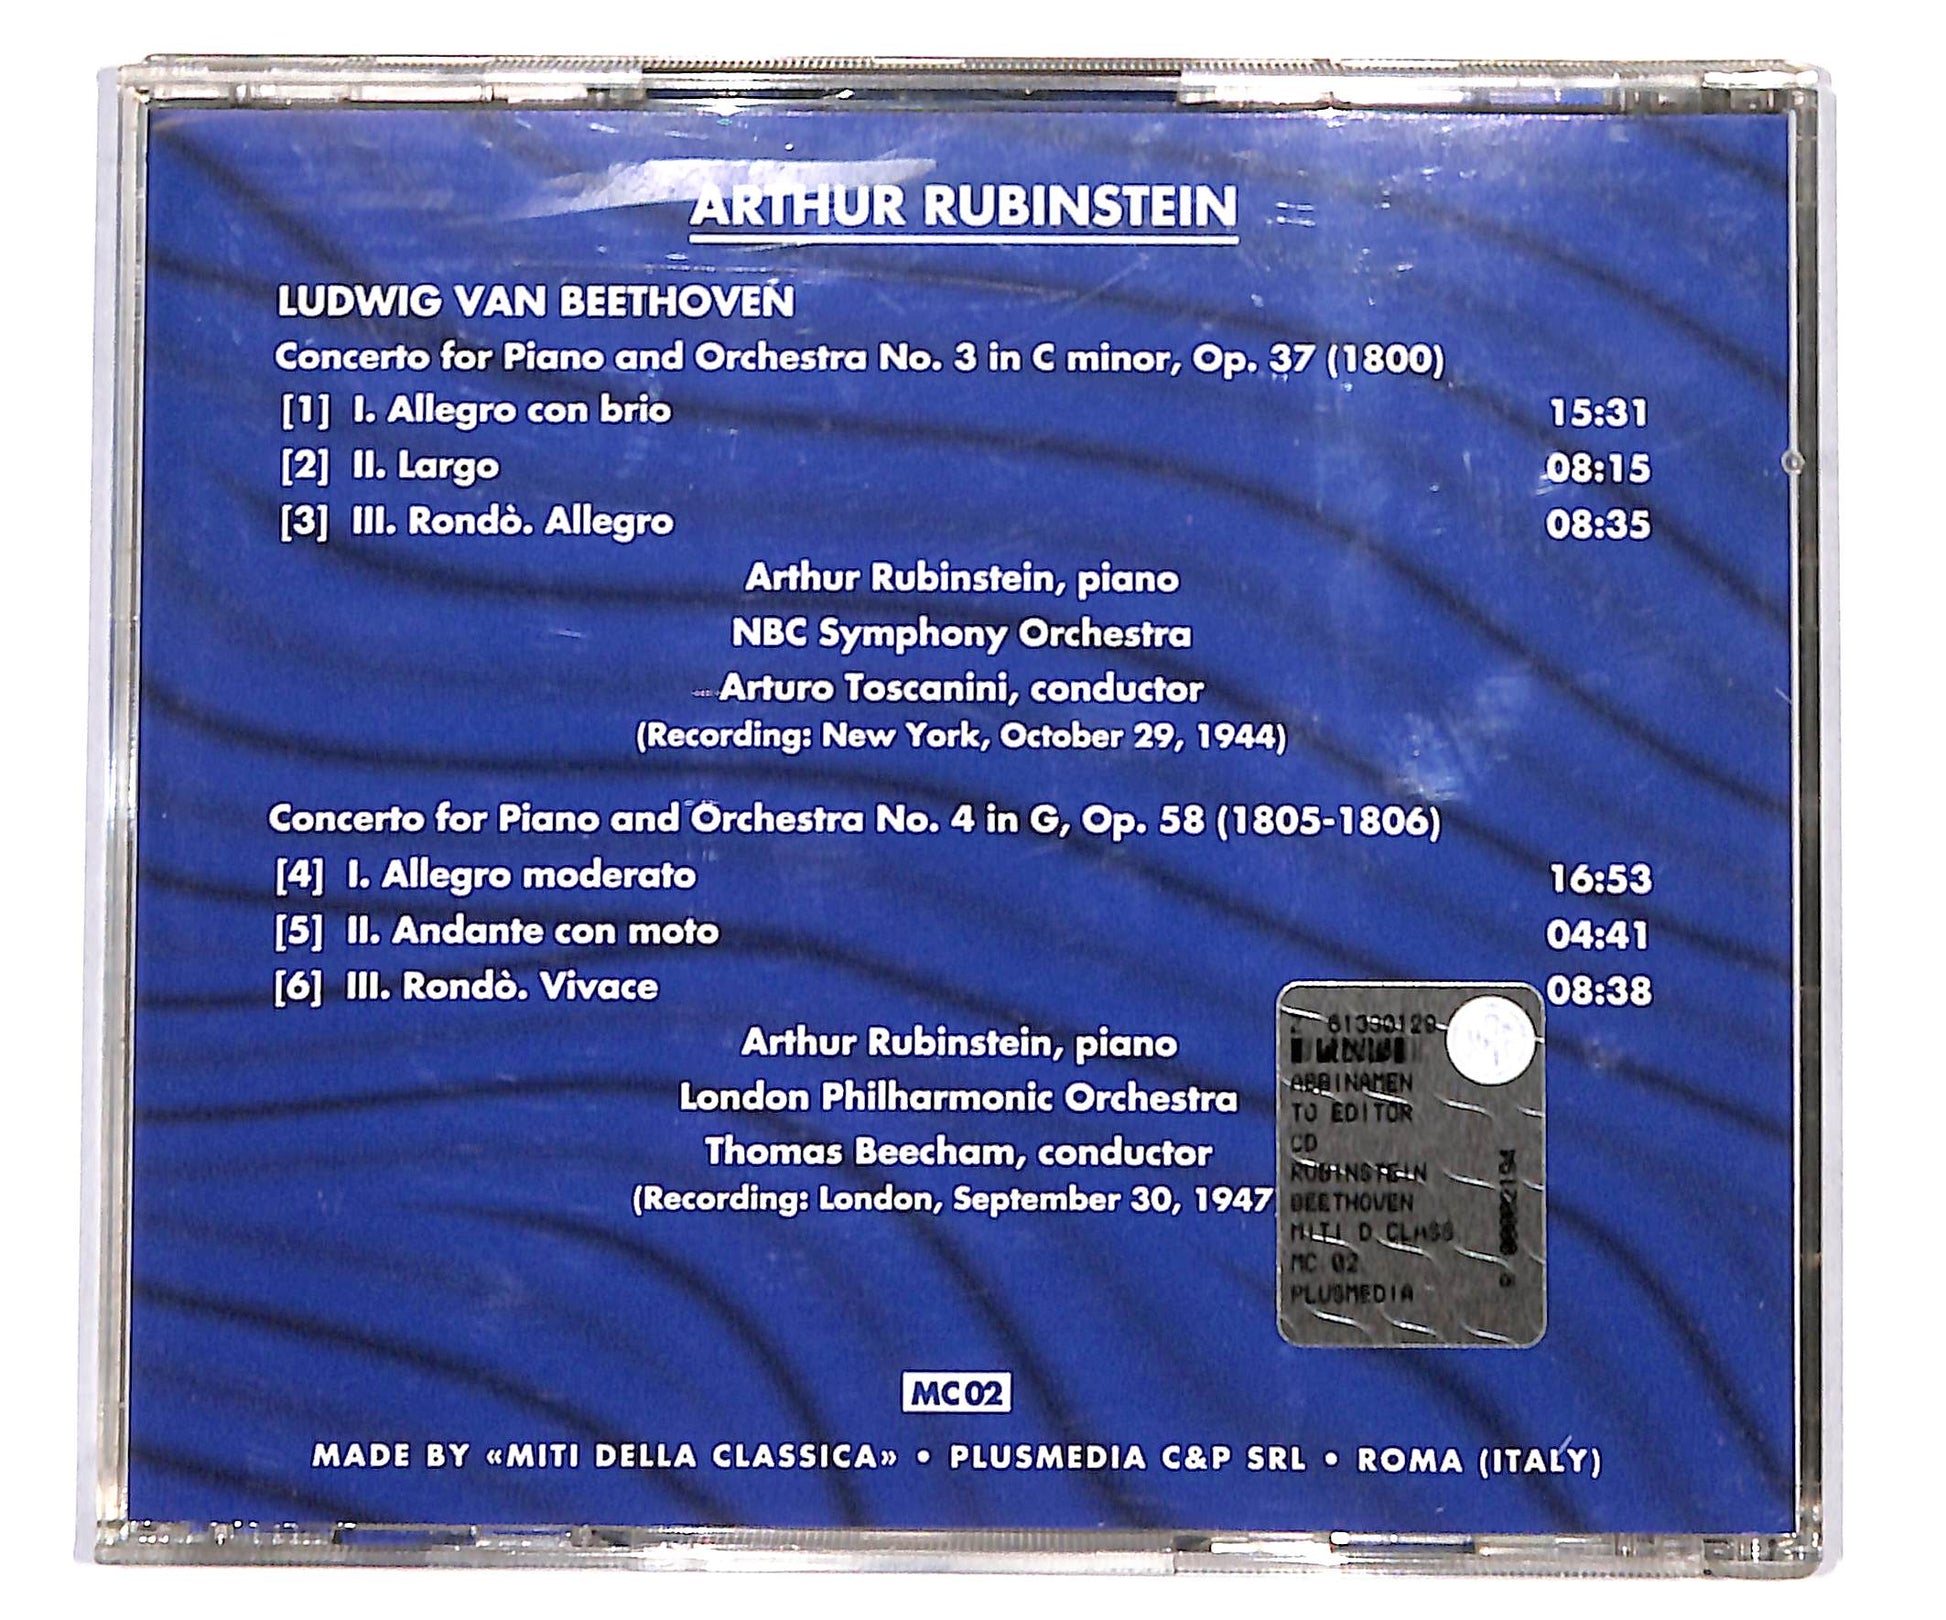 ARTHUR RUBINSTEIN
LUDWIG VAN BEETHOVEN
Concerto for Piano and Orchestra No. 3 in C minor, Op. 37 (1800)
[1] I. Allegro con brio 15:31
[2] II. Largo 08:15
[3] III. Rondò. Allegro 08:35
Arthur Rubinstein, piano
NBC Symphony Orchestra
Arturo Toscanini, conductor
(Recording: New York, October 29, 1944)
Concerto for Piano and Orchestra No. 4 in G, Op. 58 (1805-1806)
[4] I. Allegro moderato 16:53
[5] II. Andante con moto 04:41
[6] III. Rondò. Vivace 08:38
Arthur Rubinstein, piano
London Philharmonic Orchestra
Thomas Beecham, conductor
(Recording: London, September 30, 1947
ABBINAMEN
TO EDITOR
CD
RUBINSTEIN
BEETHOVEN
MITI D CLASS
MC 02
PLUSMEDIA
MC02
MADE BY «MITI DELLA CLASSICA» • PLUSMEDIA C&P SRL • ROMA (ITALY)